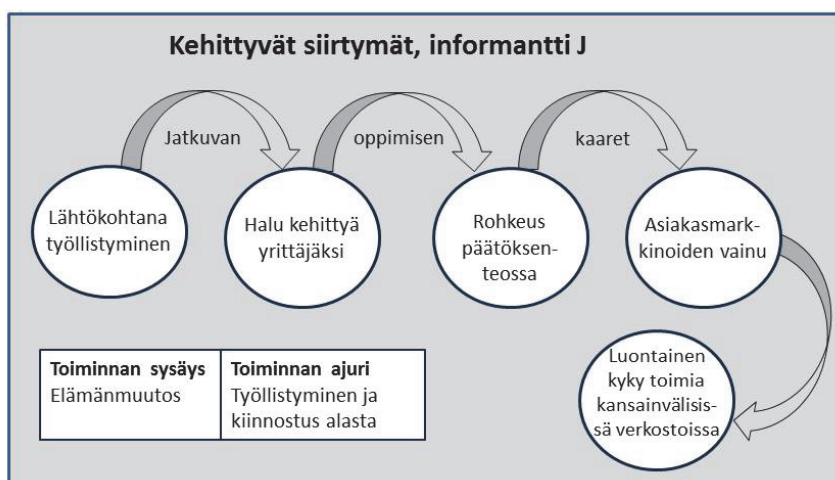 Kehittyvät siirtymät, informantti J
Jatkuvan
oppimisen
kaaret
Lähtökohtana
työllistyminen
Halu kehittyä
yrittäjäksi
Rohkeus
päätöksen-
teossa
Asiakasmark-
kinoiden vainu
Luontainen
kyky toimia
kansainvälisis-
sä verkostoissa
Toiminnan sysäys
Elämänmuutos
Toiminnan ajuri
Työllistyminen ja
kiinnostus alasta